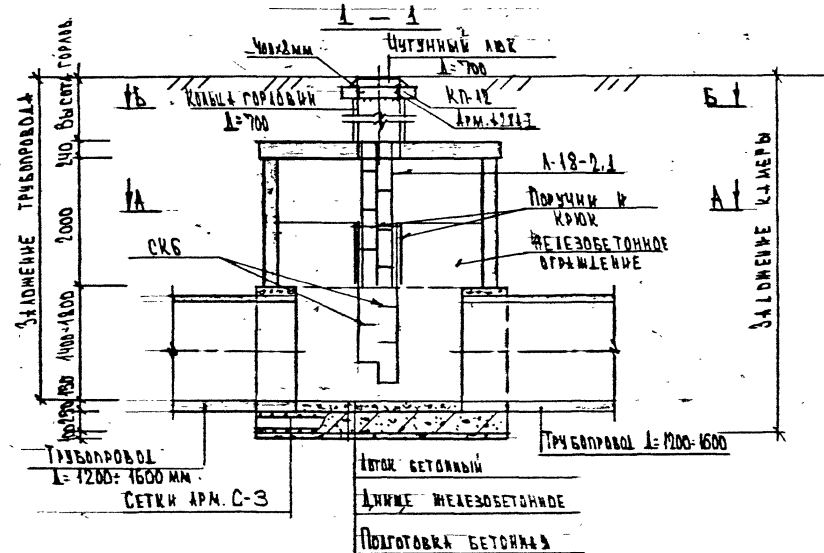 1 – 1
400х8мм
Чугунный люк
Д=700
Кольца горловин
Д=700
КП-12
Б
Б
Л-18-2.1
А
А
Поручни и
крюк
Железобетонное
ограждение
СК6
Высота горлов.
240
2000
1400÷1800
Заложение трубопровода
Заложение камеры
Трубопровод
Д=1200÷1600 мм
Трубопровод Д=1200÷1600
Сетки арм. С-3
Лоток бетонный
Днище железобетонное
Подготовка бетонная